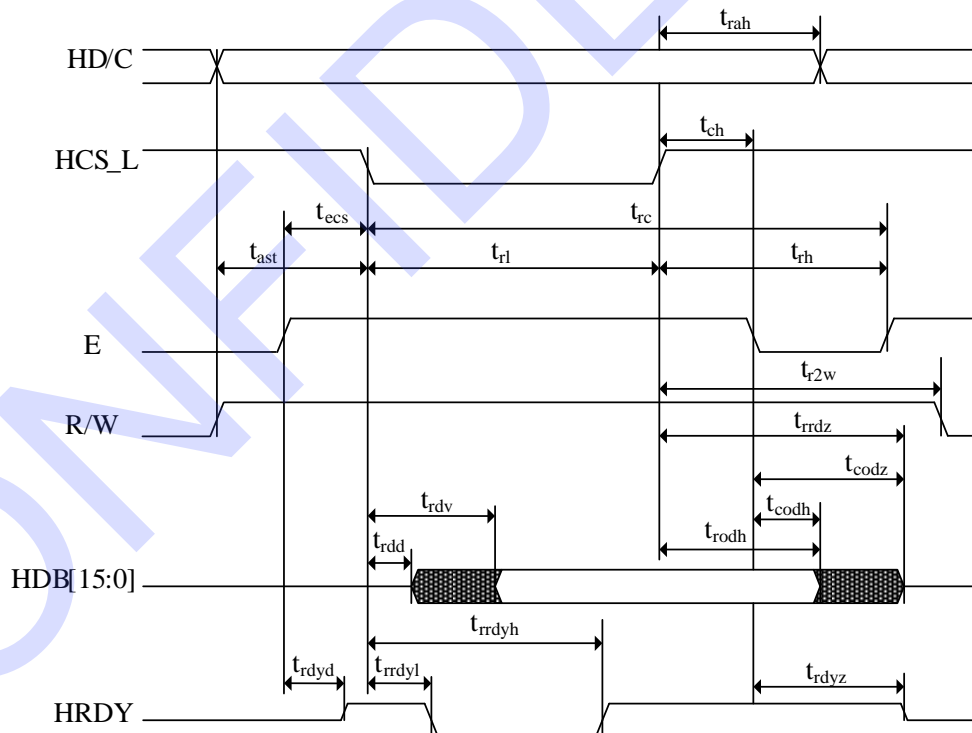 t_rah
HD/C
t_ch
HCS_L
t_ecs
t_rc
t_ast
t_rl
t_rh
E
t_r2w
R/W
t_rrdz
t_codz
t_rdv
t_codh
t_rdd
t_rodh
HDB[15:0]
t_rrdyh
t_rdyd
t_rrdyl
t_rdyz
HRDY